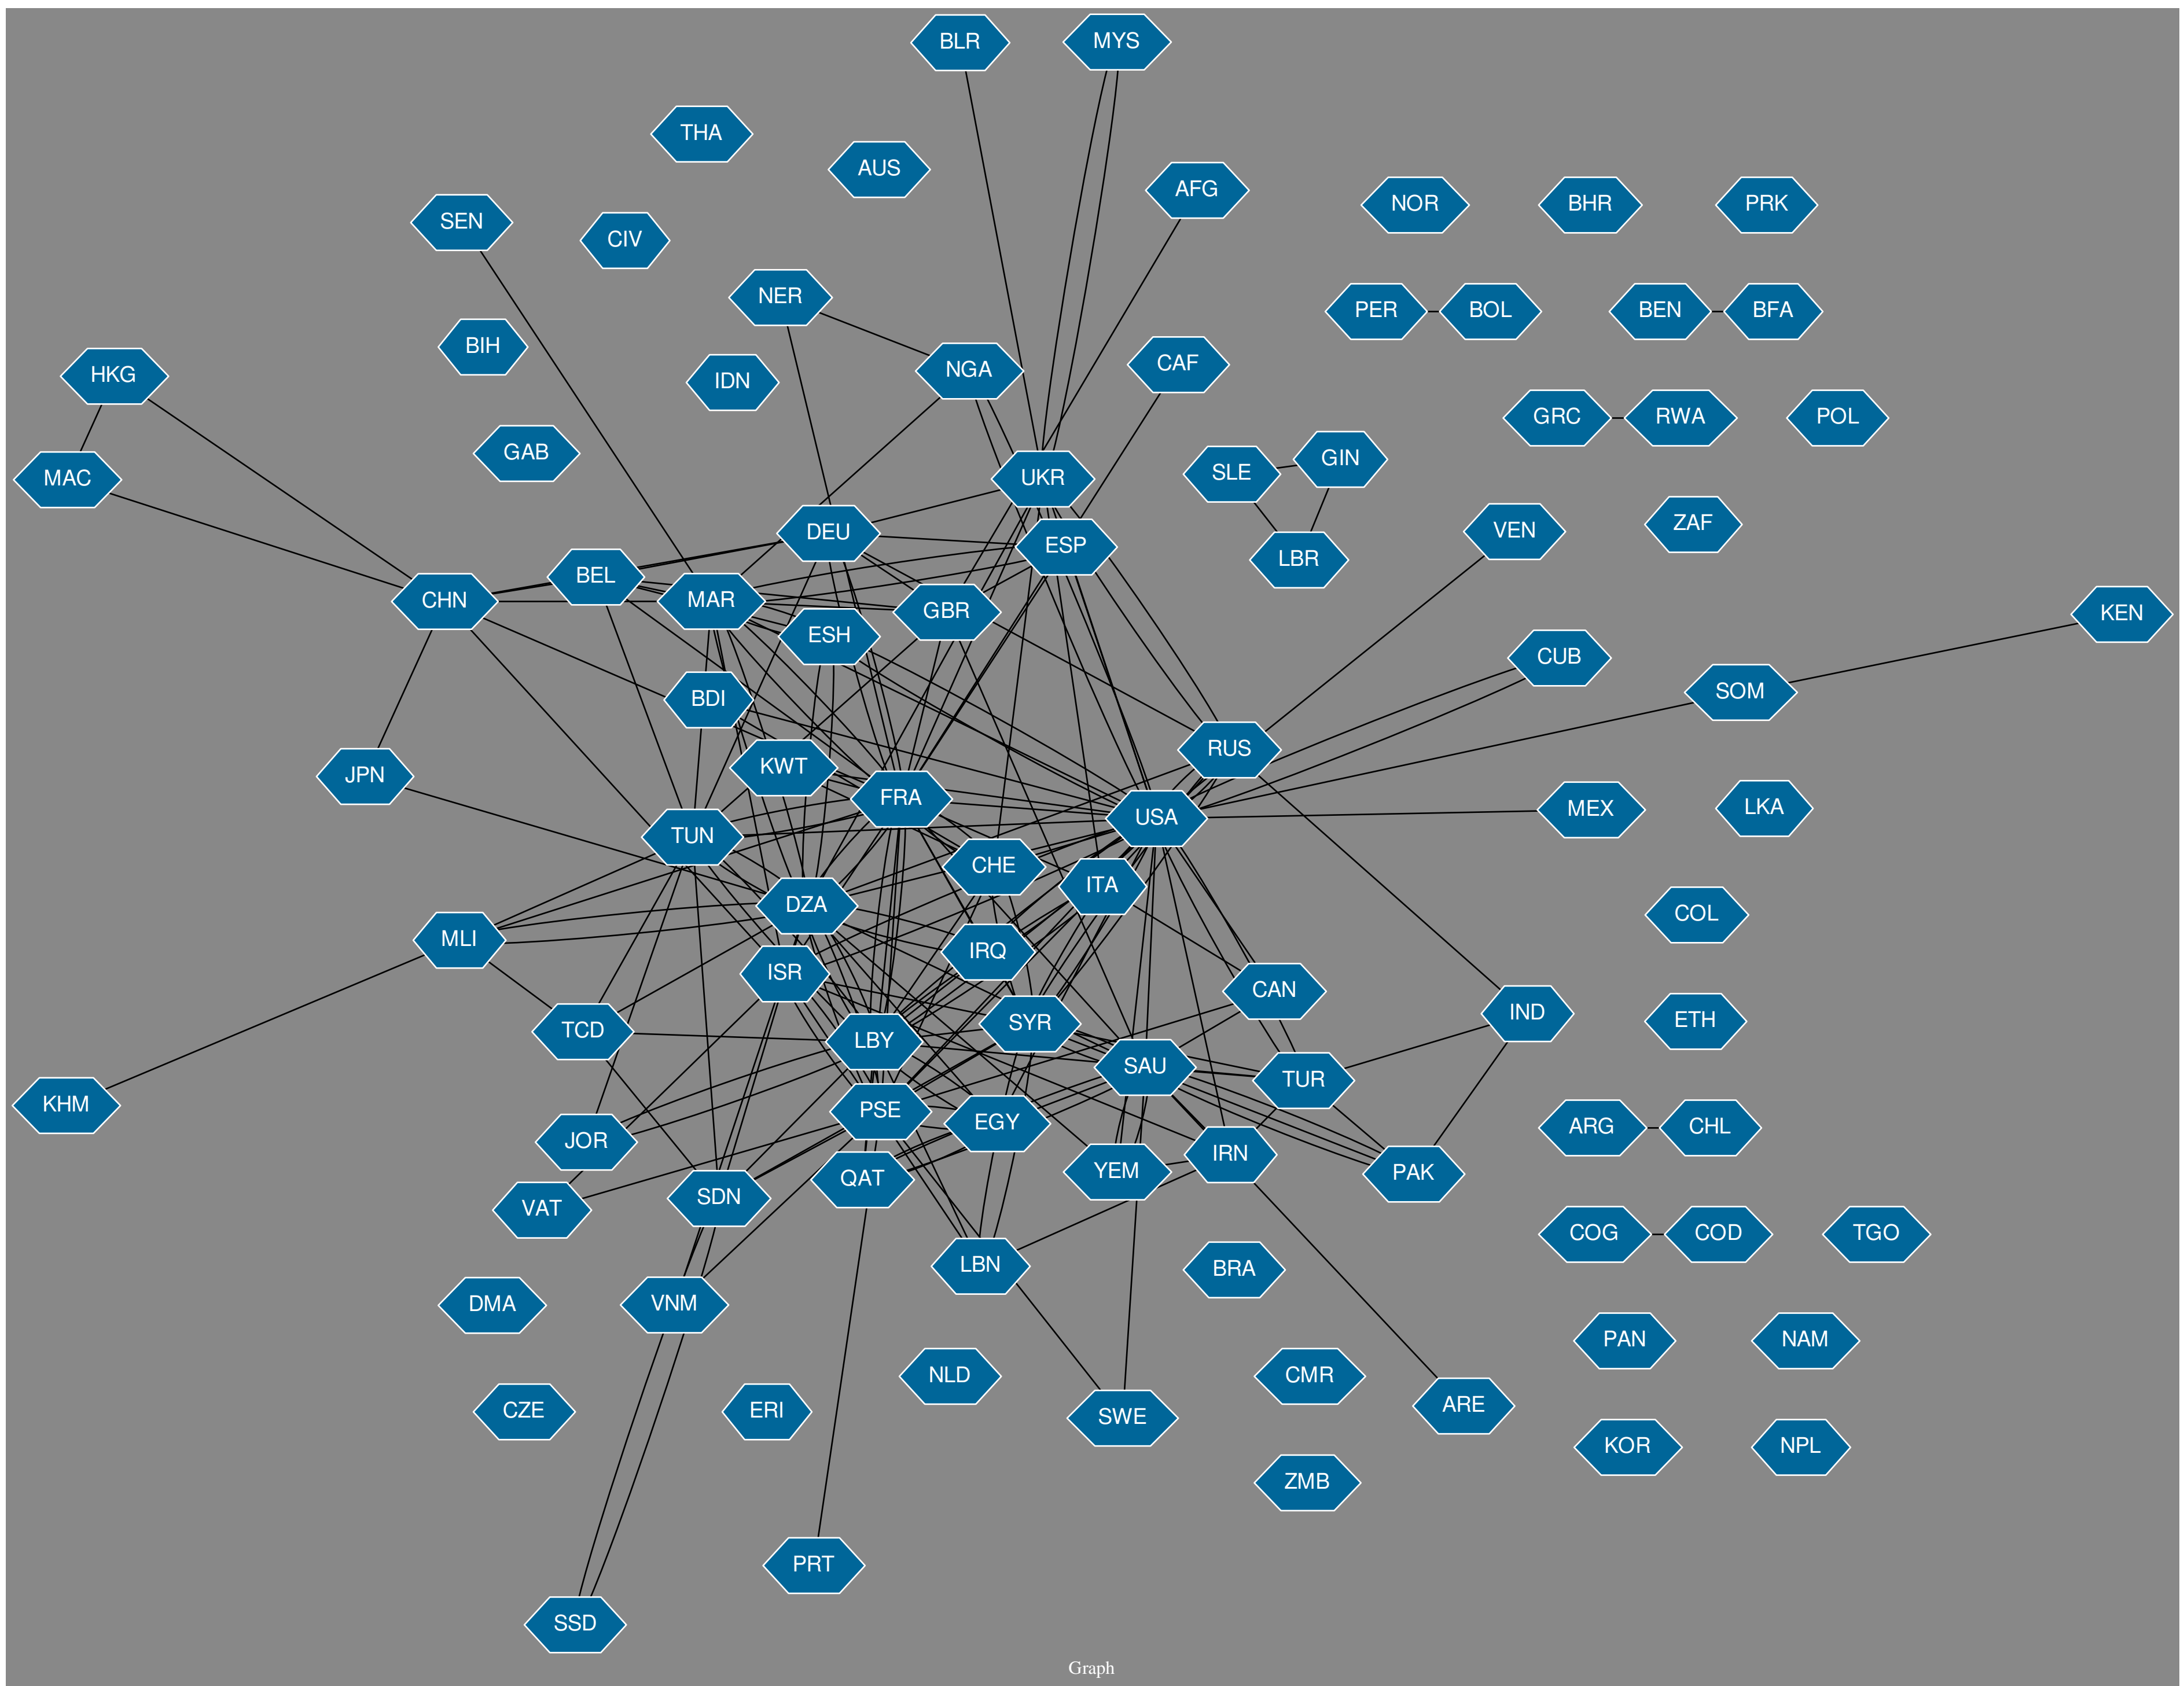 BLR
MYS
THA
AUS
AFG
NOR
BHR
PRK
SEN
CIV
NER
PER
BOL
BEN
BFA
BIH
HKG
IDN
NGA
CAF
GRC
RWA
POL
GAB
MAC
UKR
SLE
GIN
DEU
ESP
LBR
VEN
ZAF
BEL
CHN
MAR
GBR
ESH
KEN
CUB
SOM
BDI
RUS
JPN
KWT
FRA
USA
MEX
LKA
TUN
CHE
ITA
DZA
COL
MLI
IRQ
ISR
CAN
IND
ETH
TCD
LBY
SYR
SAU
TUR
KHM
JOR
PSE
EGY
ARG
CHL
VAT
SDN
QAT
YEM
IRN
PAK
COG
COD
TGO
LBN
BRA
DMA
VNM
PAN
NAM
CZE
ERI
NLD
SWE
CMR
ARE
KOR
NPL
ZMB
PRT
SSD
Graph